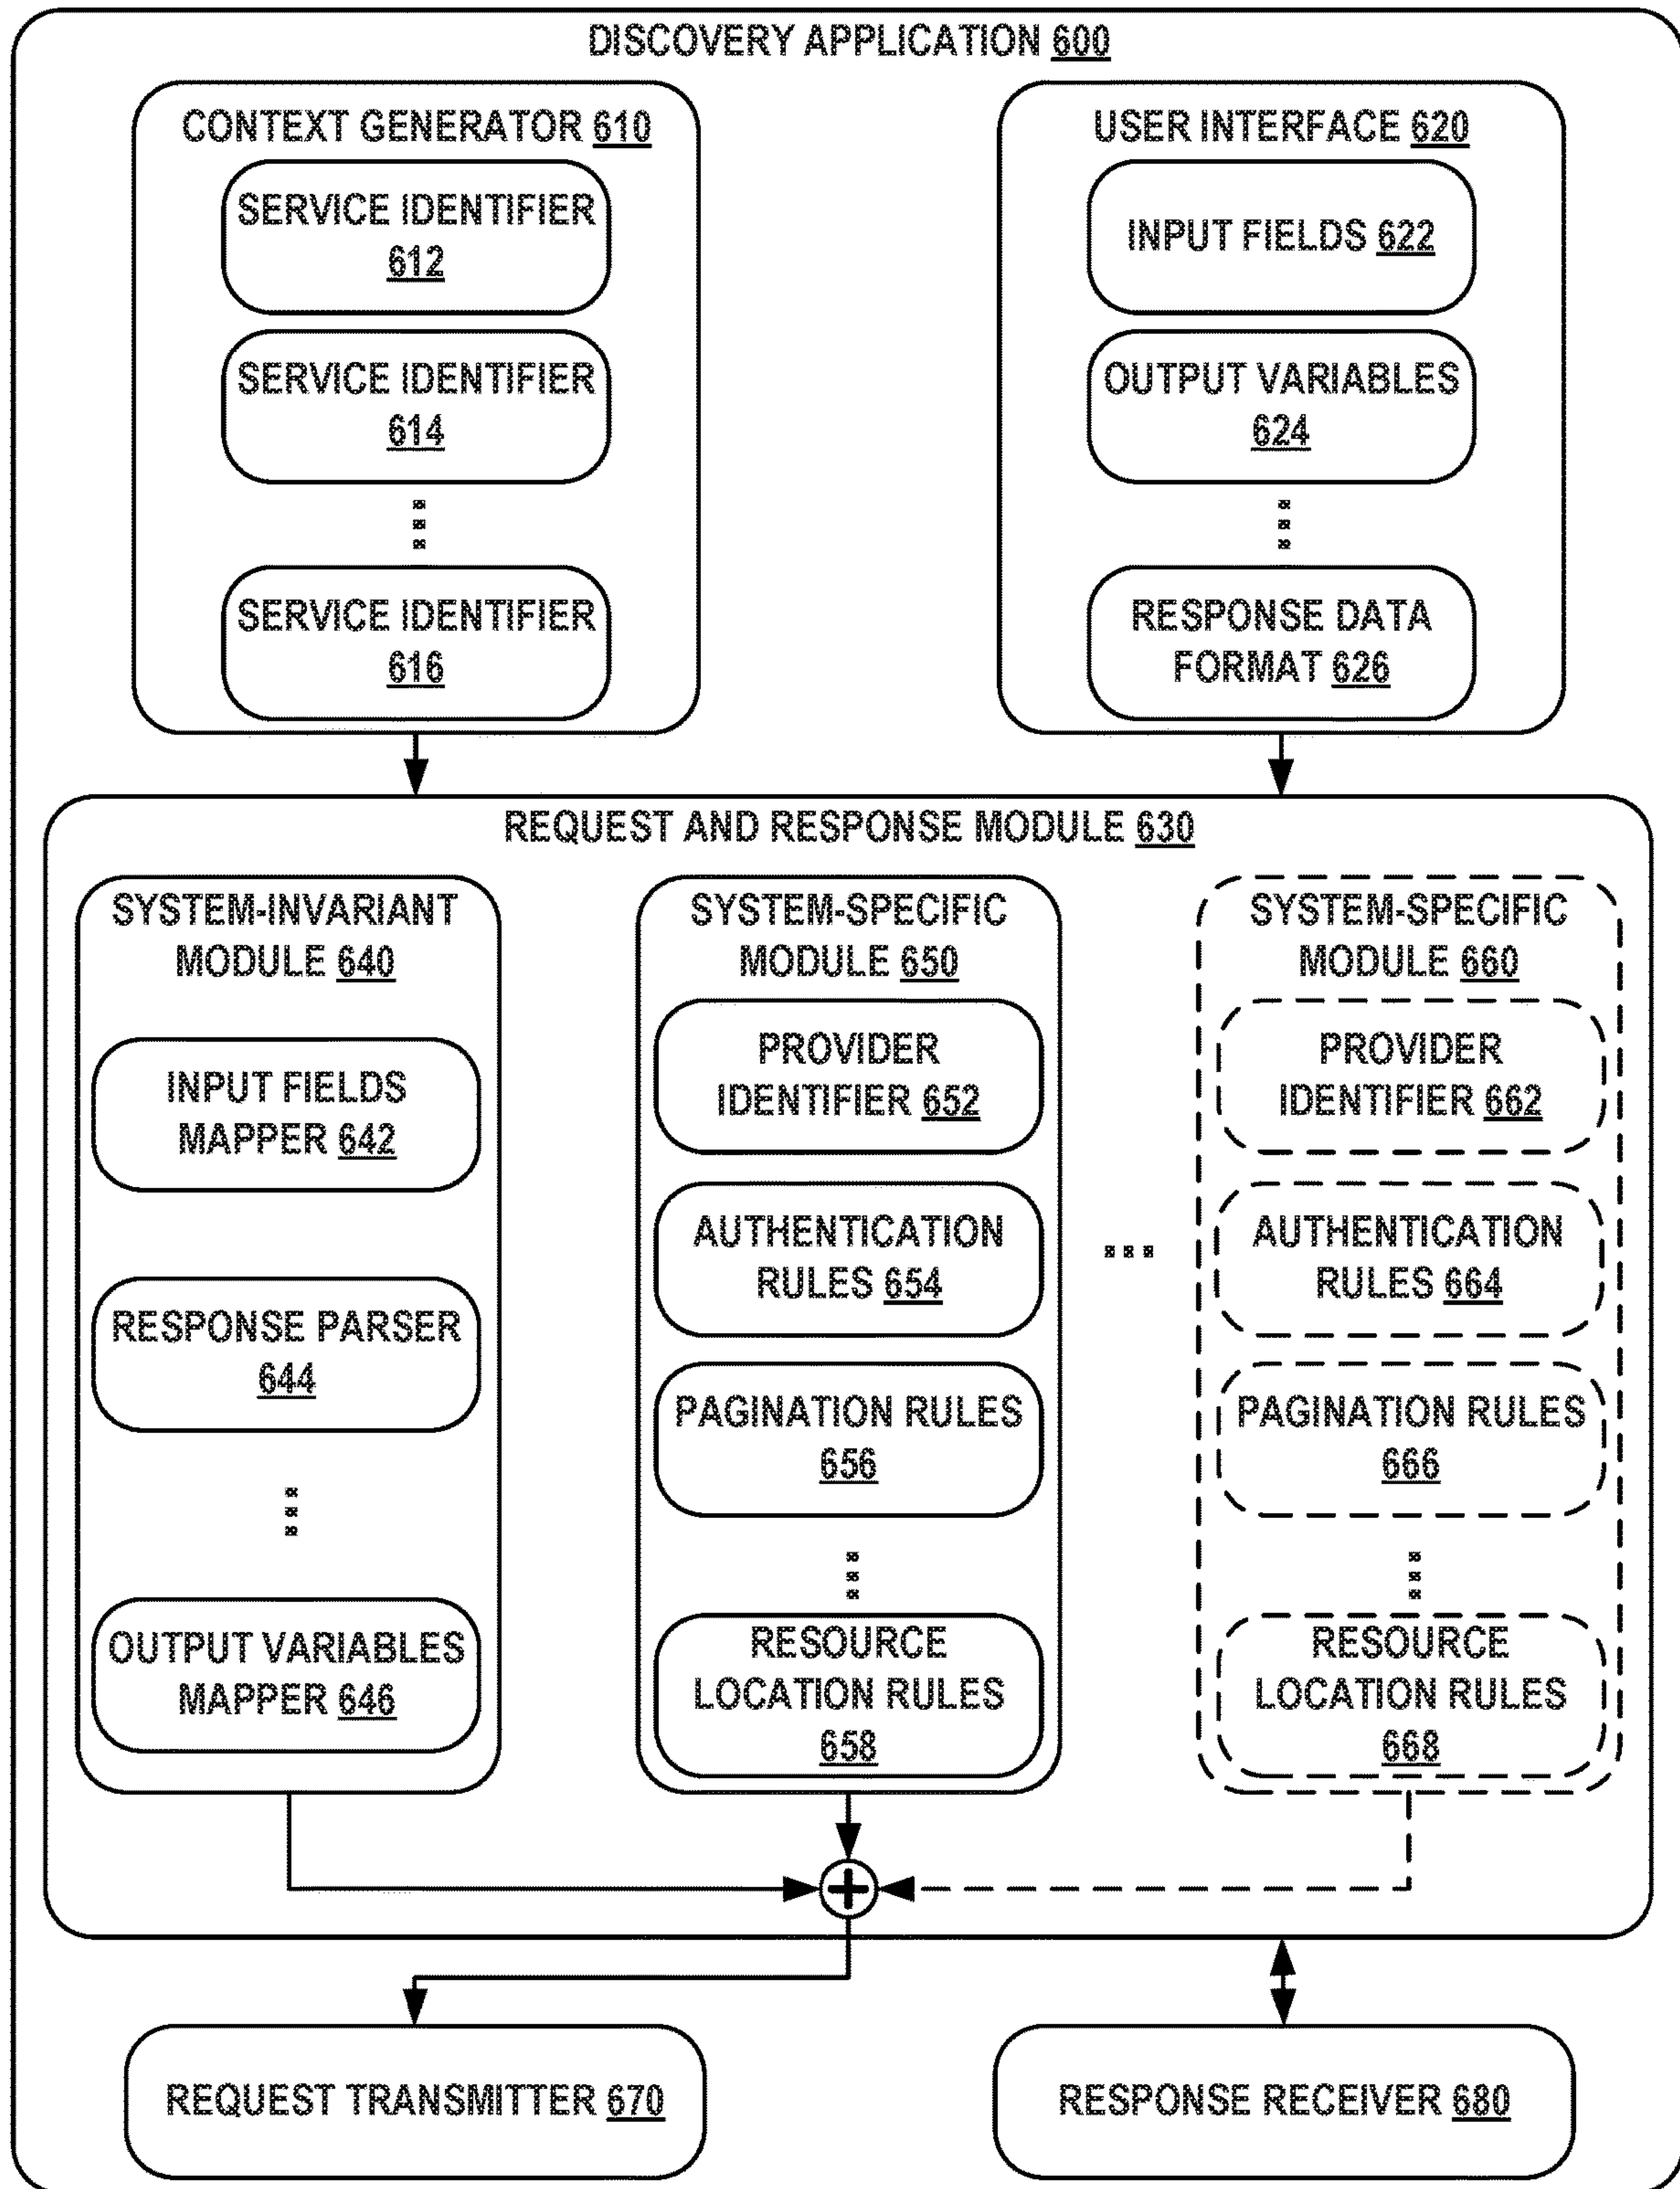 DISCOVERY APPLICATION 600
CONTEXT GENERATOR 610
SERVICE IDENTIFIER
612
SERVICE IDENTIFIER
614
SERVICE IDENTIFIER
616
USER INTERFACE 620
INPUT FIELDS 622
OUTPUT VARIABLES
624
RESPONSE DATA
FORMAT 626
REQUEST AND RESPONSE MODULE 630
SYSTEM-INVARIANT
MODULE 640
INPUT FIELDS
MAPPER 642
RESPONSE PARSER
644
OUTPUT VARIABLES
MAPPER 646
SYSTEM-SPECIFIC
MODULE 650
PROVIDER
IDENTIFIER 652
AUTHENTICATION
RULES 654
PAGINATION RULES
656
RESOURCE
LOCATION RULES
658
SYSTEM-SPECIFIC
MODULE 660
PROVIDER
IDENTIFIER 662
AUTHENTICATION
RULES 664
PAGINATION RULES
666
RESOURCE
LOCATION RULES
668
REQUEST TRANSMITTER 670
RESPONSE RECEIVER 680